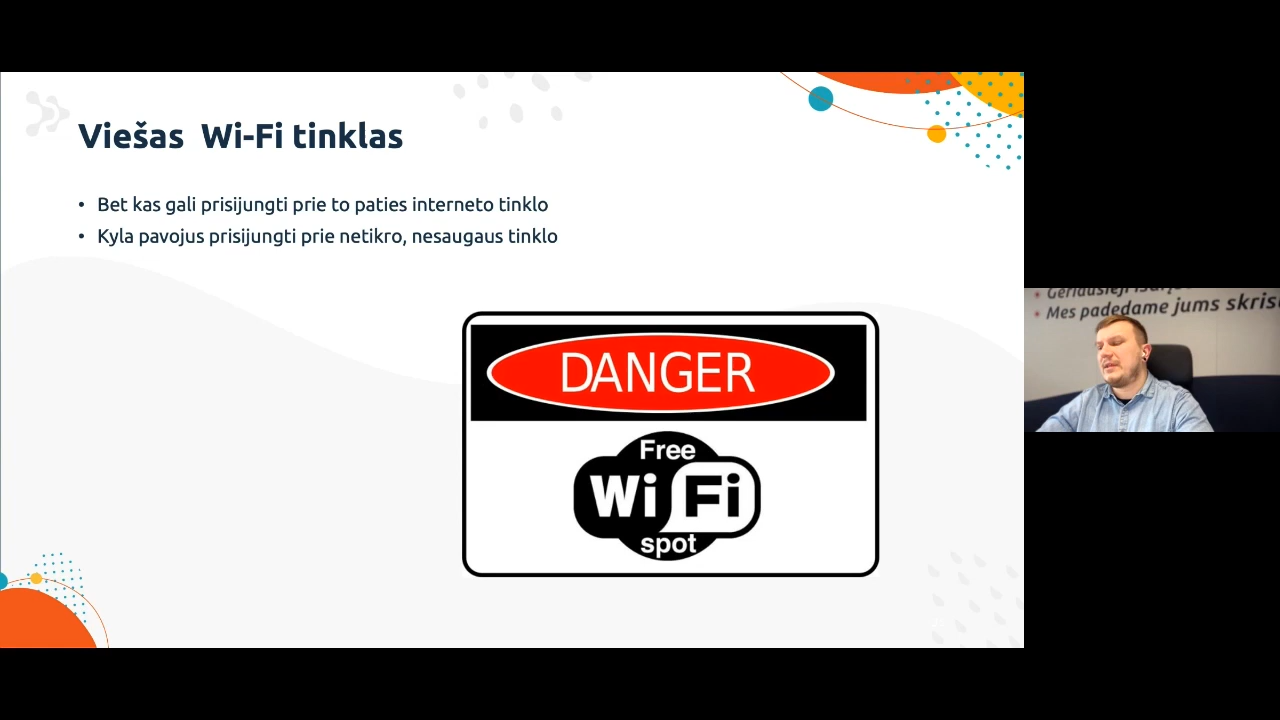 Viešas Wi-Fi tinklas
• Bet kas gali prisijungti prie to paties interneto tinklo
• Kyla pavojus prisijungti prie netikro, nesaugaus tinklo
DANGER
Free
Wi Fi
spot
* Mes padedame jums